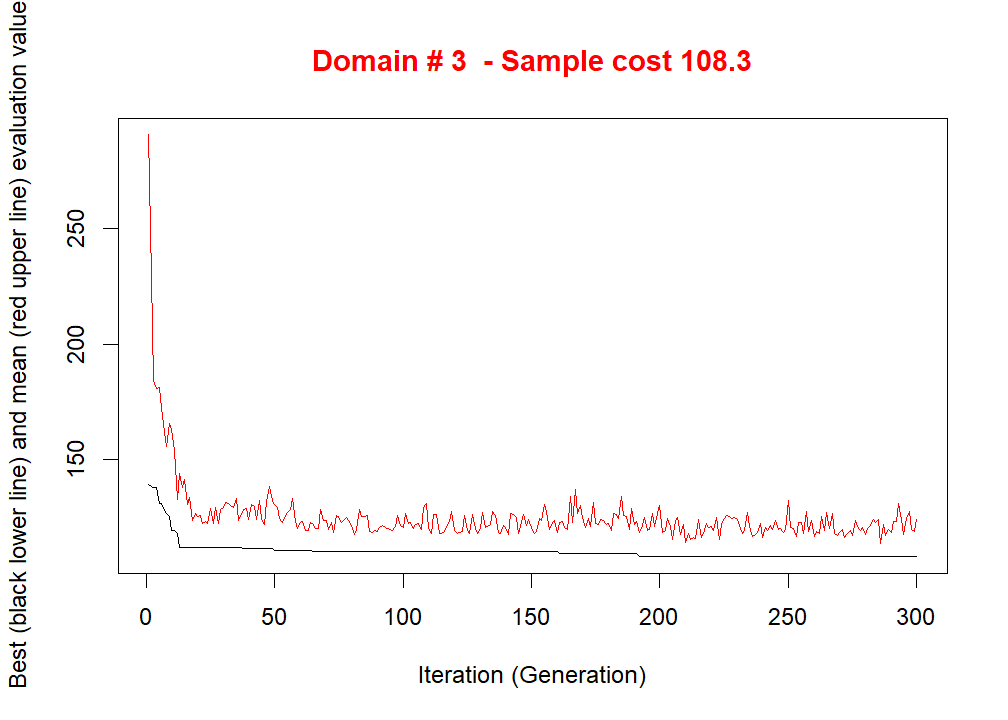 Domain # 3  - Sample cost 108.3
Best (black lower line) and mean (red upper line) evaluation value
250
200
150
0 50 100 150 200 250 300
Iteration (Generation)